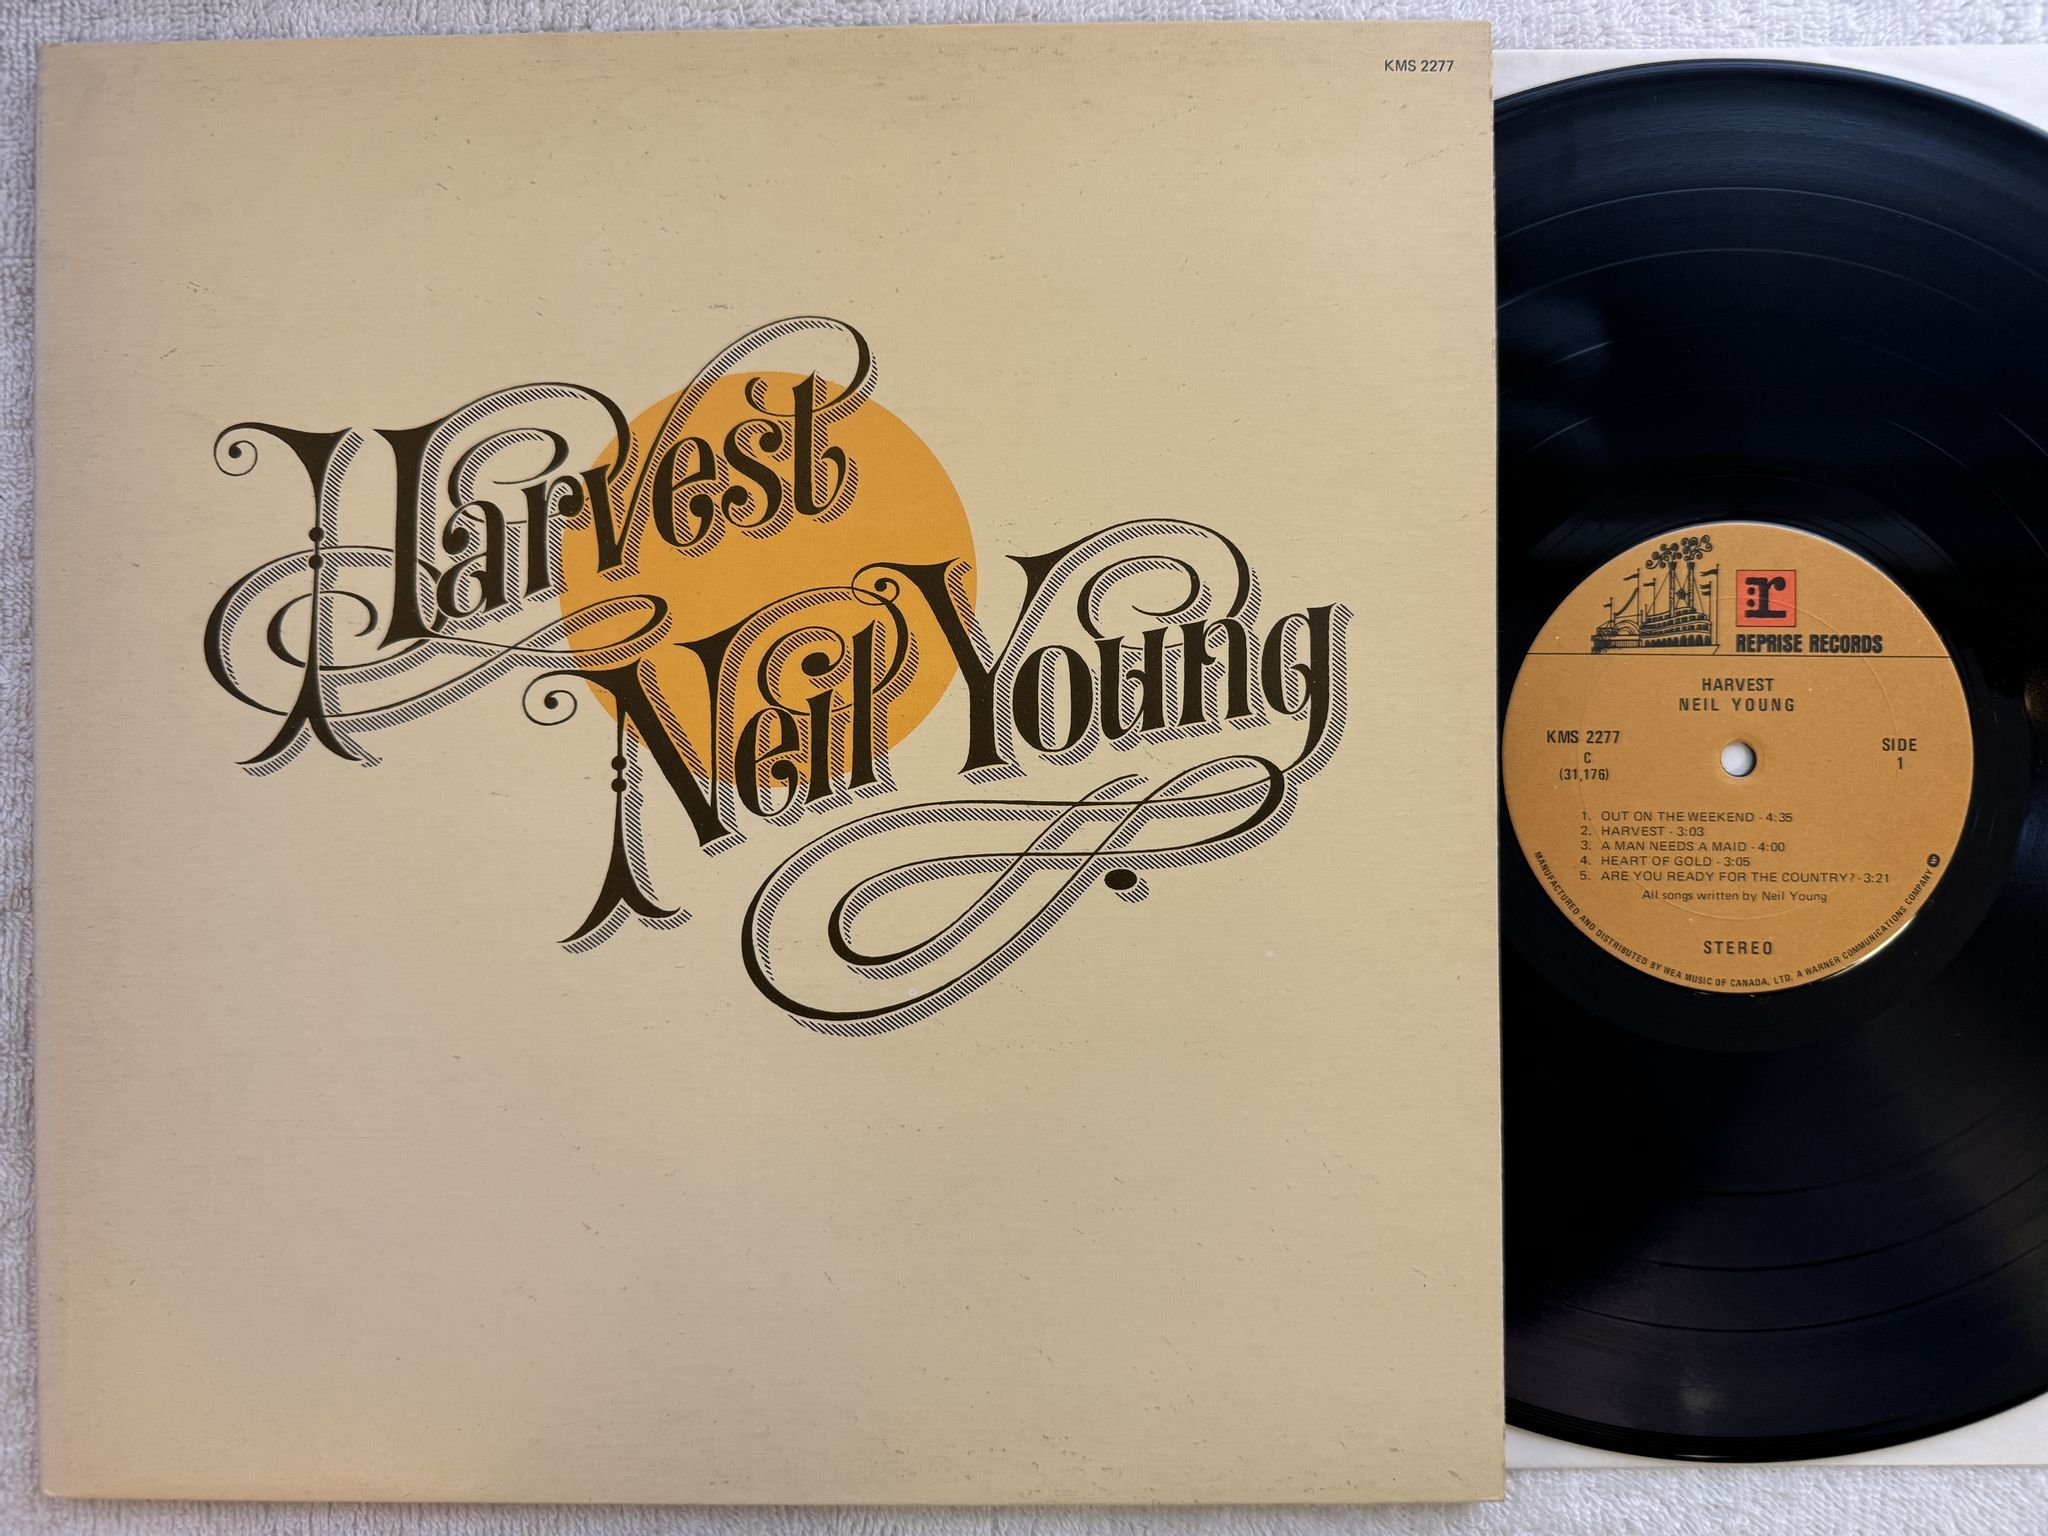 KMS 2277
Harvest
Neil Young
r
REPRISE RECORDS
HARVEST
NEIL YOUNG
KMS 2277
C
(31,176)
SIDE
1
1. OUT ON THE WEEKEND - 4:35
2. HARVEST - 3:03
3. A MAN NEEDS A MAID - 4:00
4. HEART OF GOLD - 3:05
5. ARE YOU READY FOR THE COUNTRY? - 3:21
All songs written by Neil Young
STEREO
MANUFACTURED AND DISTRIBUTED BY WEA MUSIC OF CANADA, LTD. A WARNER COMMUNICATIONS COMPANY